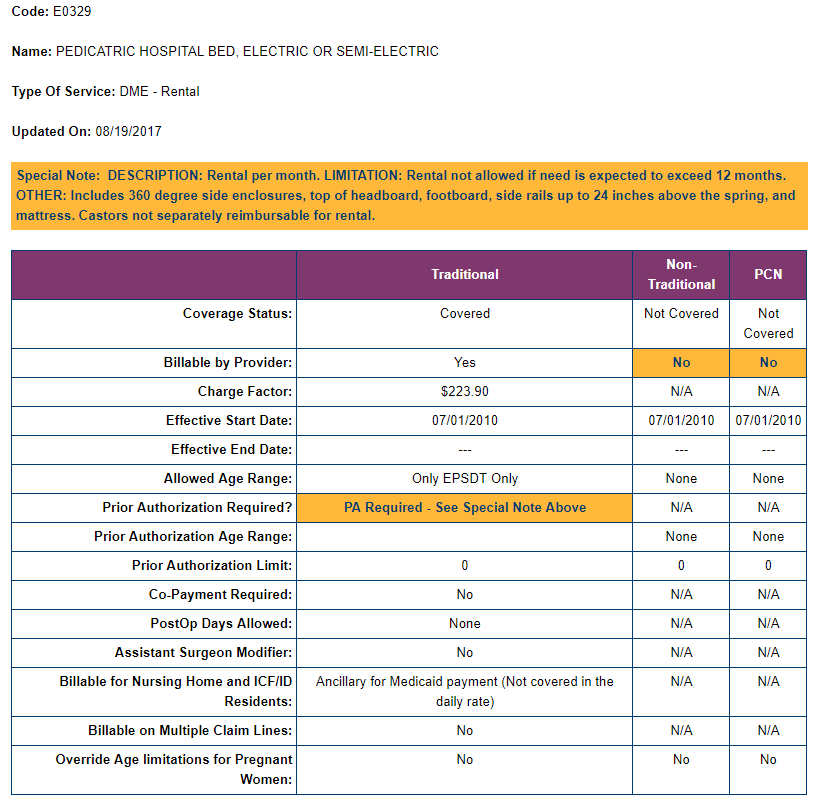 Code: E0329
Name: PEDICATRIC HOSPITAL BED, ELECTRIC OR SEMI-ELECTRIC
Type Of Service: DME - Rental
Updated On: 08/19/2017
Special Note: DESCRIPTION: Rental per month. LIMITATION: Rental not allowed if need is expected to exceed 12 months.
OTHER: Includes 360 degree side enclosures, top of headboard, footboard, side rails up to 24 inches above the spring, and
mattress. Castors not separately reimbursable for rental.
Traditional Non-
Traditional PCN
Coverage Status: Covered Not Covered Not
Covered
Billable by Provider: Yes No No
Charge Factor: $223.90 N/A N/A
Effective Start Date: 07/01/2010 07/01/2010 07/01/2010
Effective End Date: --- --- ---
Allowed Age Range: Only EPSDT Only None None
Prior Authorization Required? PA Required - See Special Note Above N/A N/A
Prior Authorization Age Range: None None
Prior Authorization Limit: 0 0 0
Co-Payment Required: No N/A N/A
PostOp Days Allowed: None N/A N/A
Assistant Surgeon Modifier: No N/A N/A
Billable for Nursing Home and ICF/ID Ancillary for Medicaid payment (Not covered in the N/A N/A
Residents: daily rate)
Billable on Multiple Claim Lines: No N/A N/A
Override Age limitations for Pregnant No No No
Women: